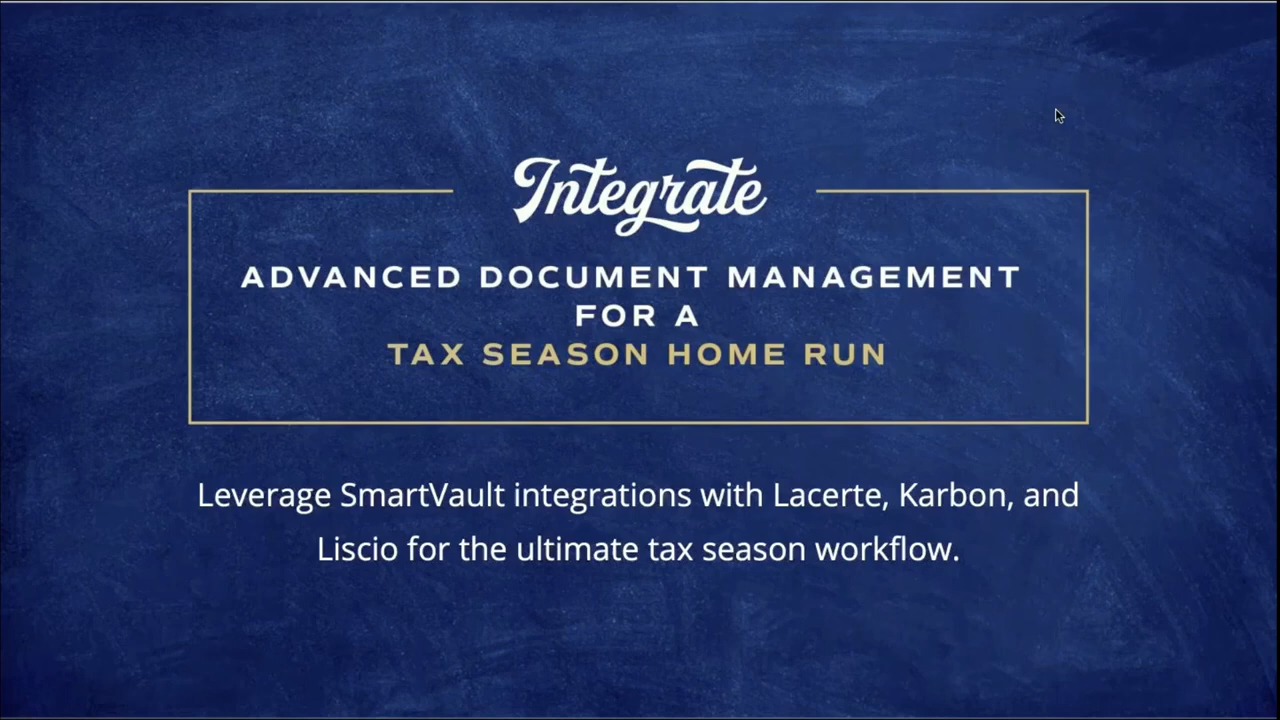 Integrate
ADVANCED DOCUMENT MANAGEMENT
FOR A
TAX SEASON HOME RUN
Leverage SmartVault integrations with Lacerte, Karbon, and
Liscio for the ultimate tax season workflow.